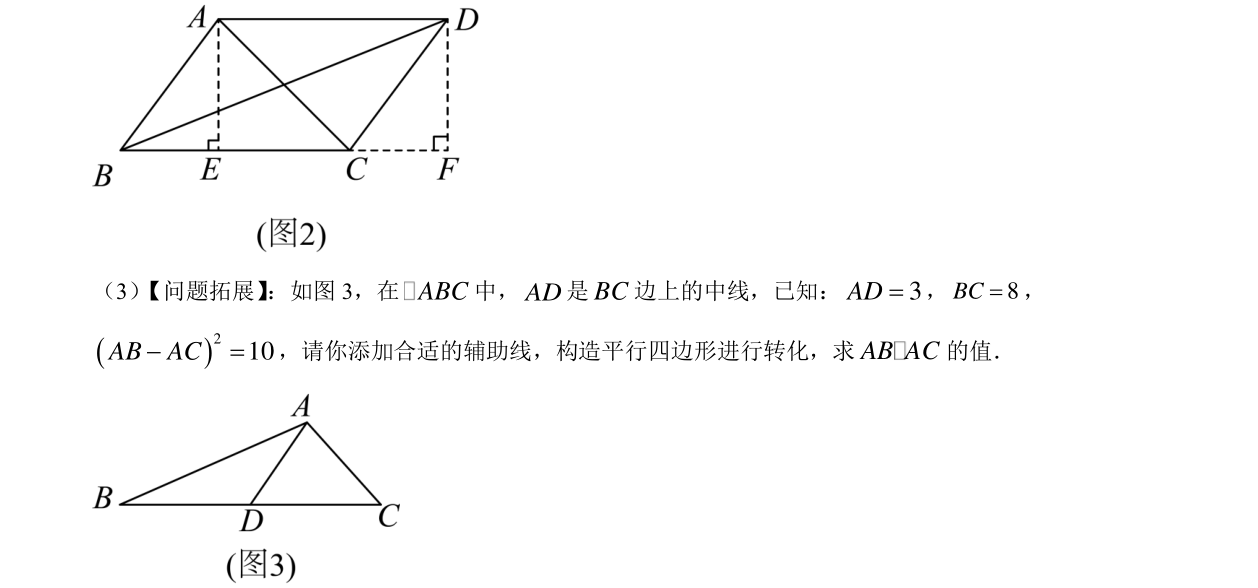 A
D
B
E
C
F
(图2)
（3）【问题拓展】：如图 3，在□ABC 中， AD 是 BC 边上的中线，已知： AD = 3， BC = 8，
(AB − AC)² = 10，请你添加合适的辅助线，构造平行四边形进行转化，求 AB□AC 的值．
A
B
D
C
(图3)